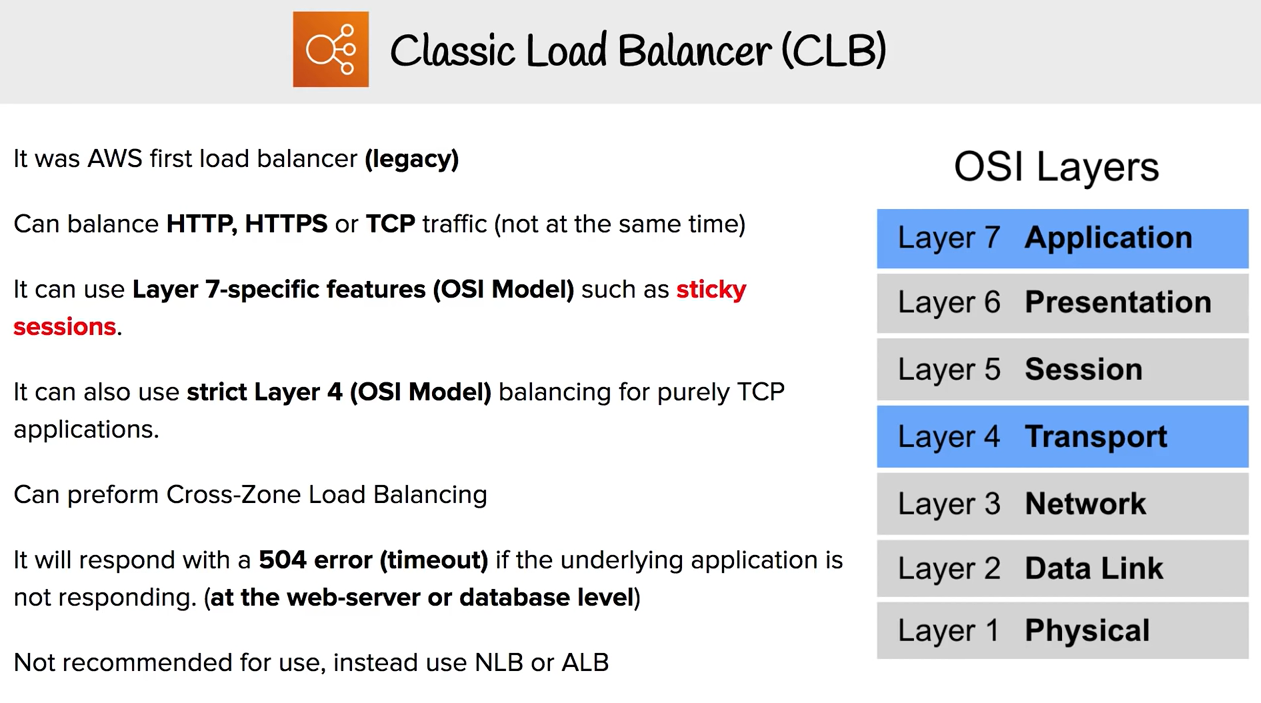 Classic Load Balancer (CLB)
It was AWS first load balancer (legacy)
Can balance HTTP, HTTPS or TCP traffic (not at the same time)
It can use Layer 7-specific features (OSI Model) such as sticky
sessions.
It can also use strict Layer 4 (OSI Model) balancing for purely TCP
applications.
Can preform Cross-Zone Load Balancing
It will respond with a 504 error (timeout) if the underlying application is
not responding. (at the web-server or database level)
Not recommended for use, instead use NLB or ALB
OSI Layers
Layer 7 Application
Layer 6 Presentation
Layer 5 Session
Layer 4 Transport
Layer 3 Network
Layer 2 Data Link
Layer 1 Physical